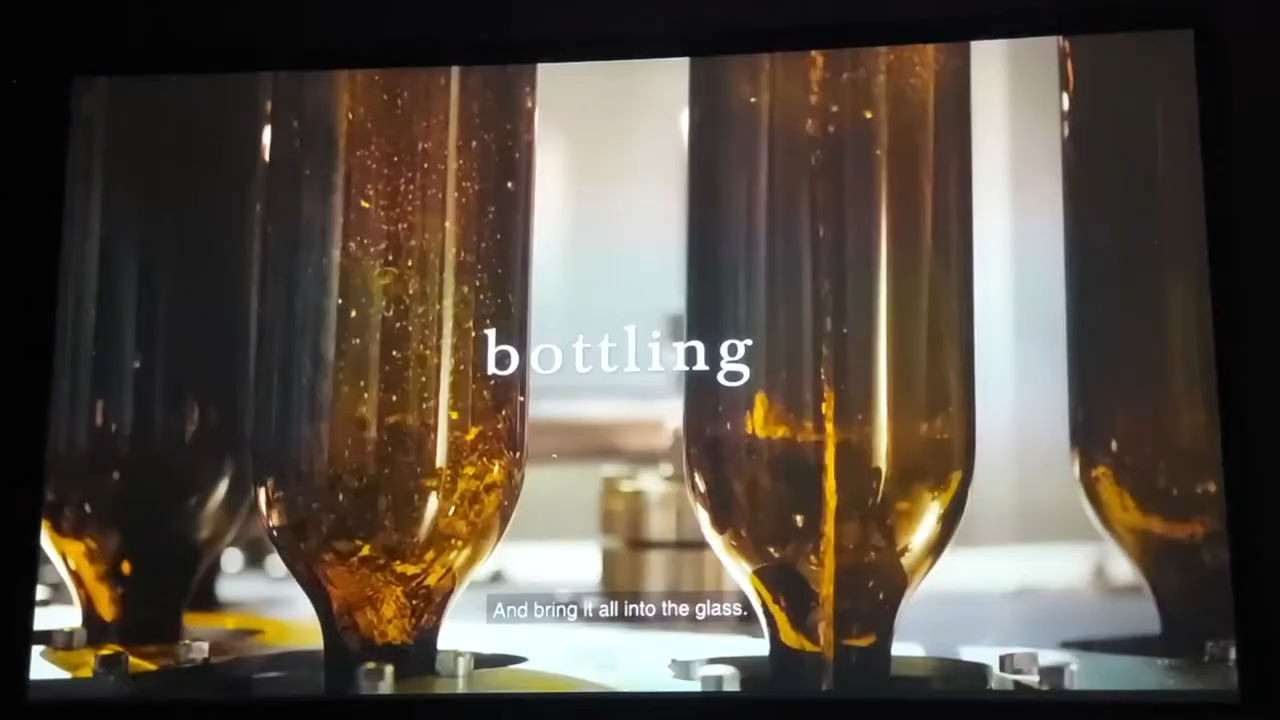 bottling
And bring it all into the glass.